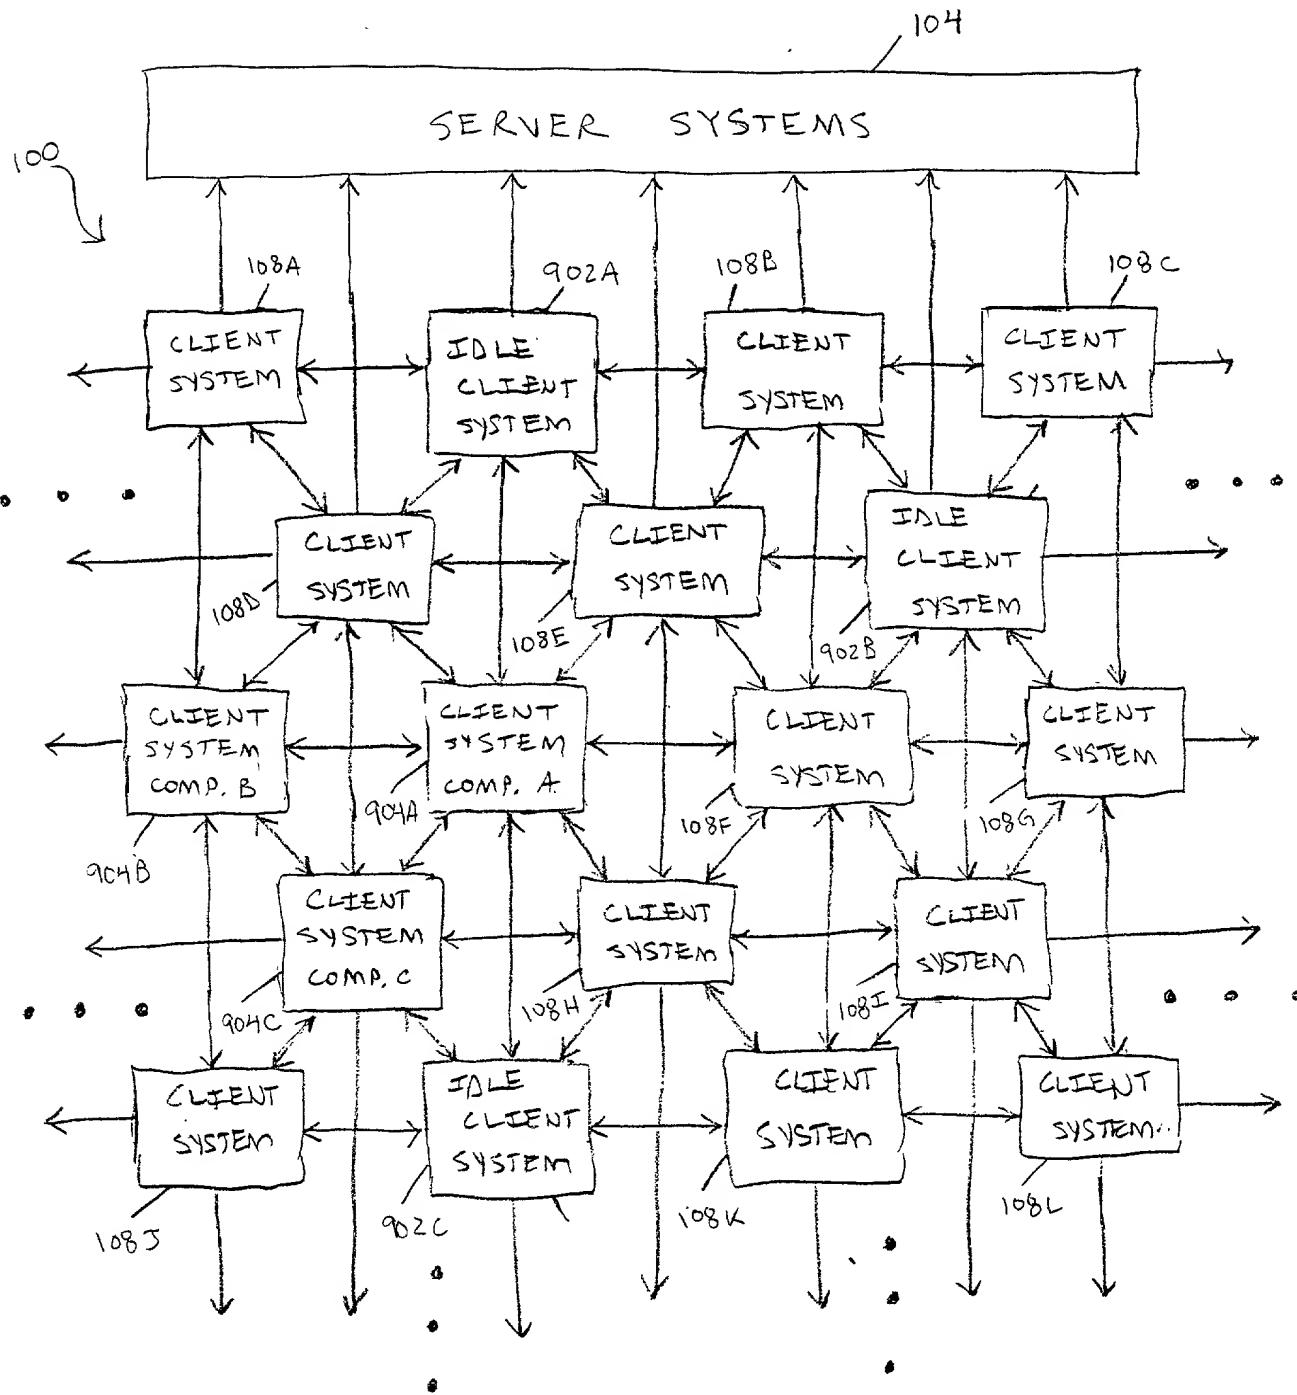 104
SERVER SYSTEMS
100
108A
902A
108B
108C
CLIENT
SYSTEM
IDLE
CLIENT
SYSTEM
CLIENT
SYSTEM
CLIENT
SYSTEM
CLIENT
SYSTEM
108D
CLIENT
SYSTEM
108E
IDLE
CLIENT
SYSTEM
902B
CLIENT
SYSTEM
COMP. B
904B
CLIENT
SYSTEM
COMP. A
904A
CLIENT
SYSTEM
108F
CLIENT
SYSTEM
108G
CLIENT
SYSTEM
COMP. C
904C
CLIENT
SYSTEM
108H
CLIENT
SYSTEM
108I
CLIENT
SYSTEM
108J
IDLE
CLIENT
SYSTEM
902C
CLIENT
SYSTEM
108K
CLIENT
SYSTEM
108L